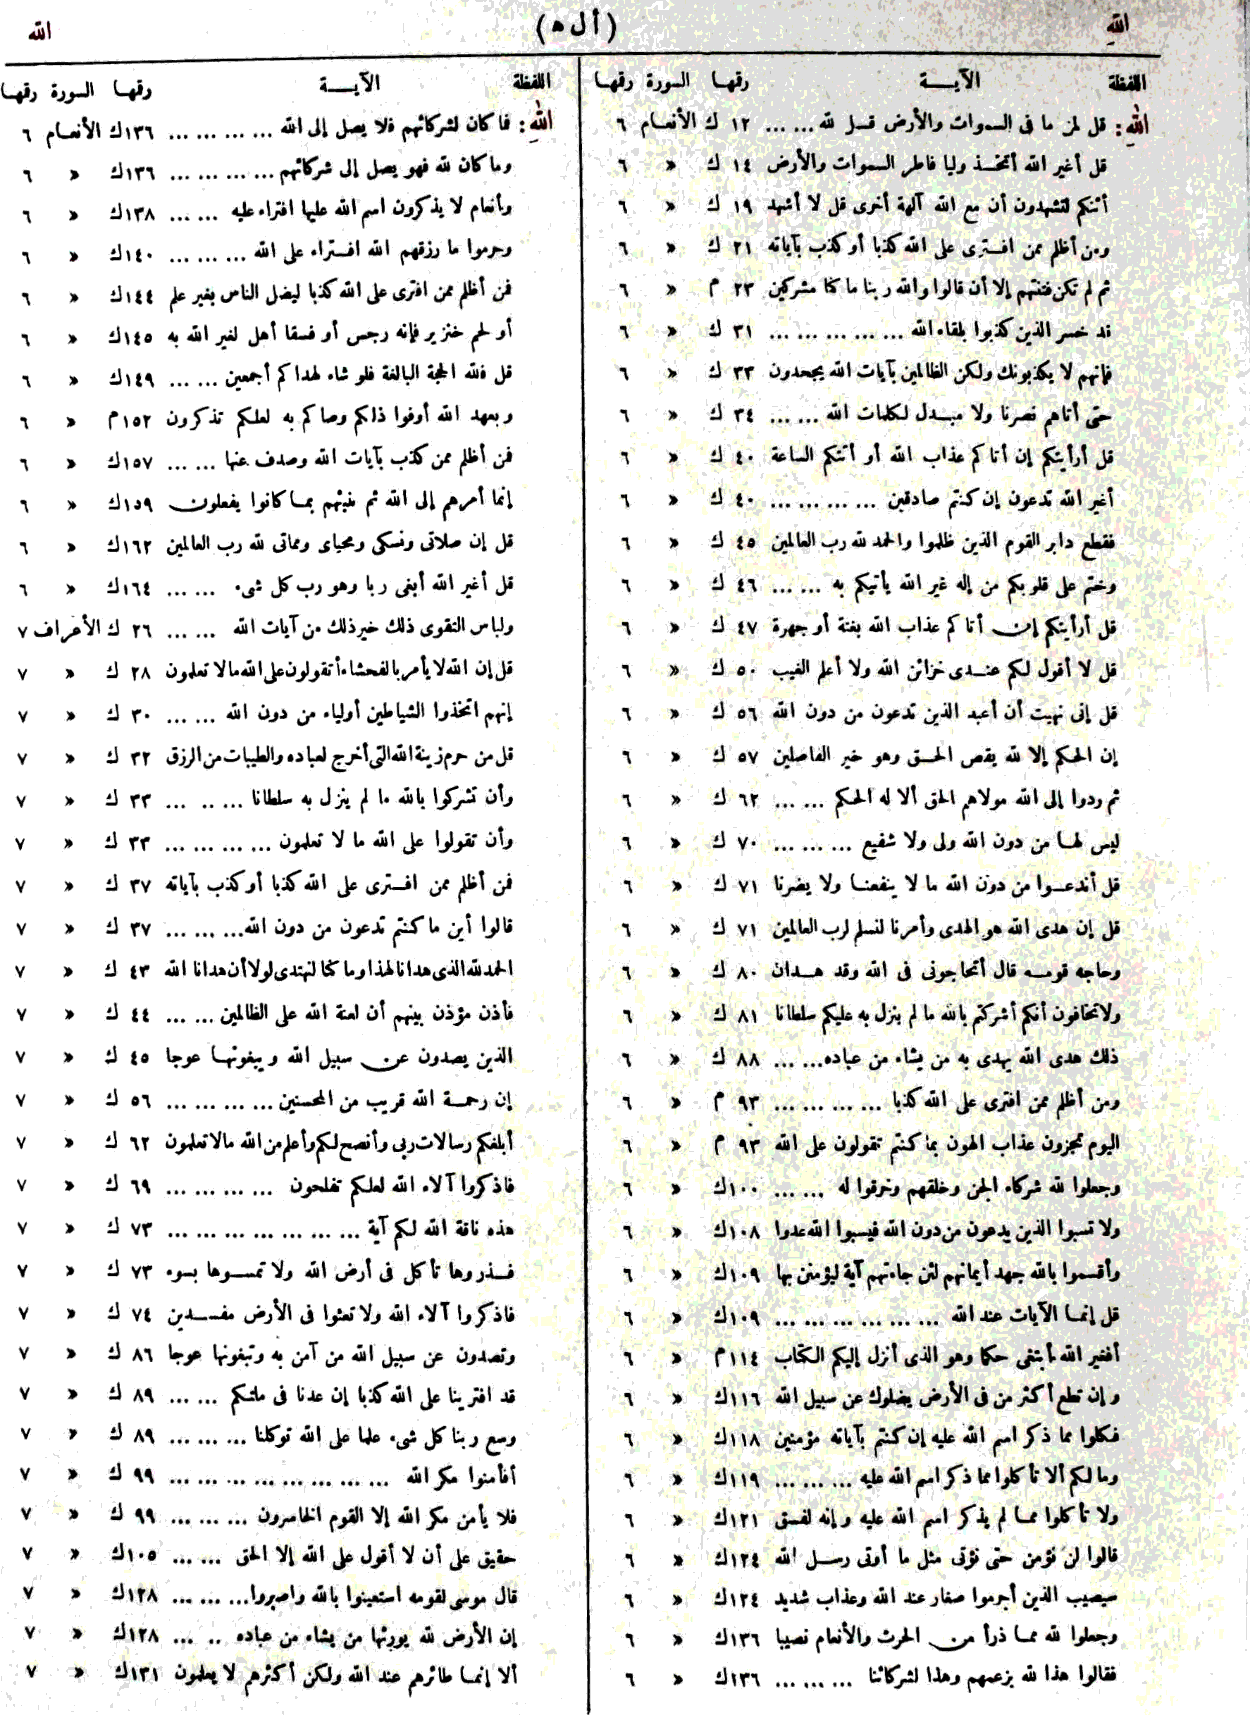 اللهِ (أ ل ه) الله
اللفظة الآيـــة رقمها السورة رقمها
اللهِ: قل لمن ما فى السموات والأرض قـل لله ... ... ١٢ ك الأنعـام ٦
قل أغير الله أتخـذ وليا فاطر السموات والأرض ١٤ ك » ٦
أئنكم لتشهدون أن مع الله آلهة أخرى قل لا أشهد ١٩ ك » ٦
ومن أظلم ممن افـترى على الله كذبا أو كذب بآياته ٢١ ك » ٦
ثم لم تكن فتنتهم إلا أن قالوا والله ربنا ما كنا مشركين ٢٣ م » ٦
قد خسر الذين كذبوا بلقاء الله ... ... ... ... ... ٣١ ك » ٦
فإنهم لا يكذبونك ولكن الظالمين بآيات الله يجحدون ٣٣ ك » ٦
حتى أتاهم نصرنا ولا مبـدل لكلمات الله ... ... ٣٤ ك » ٦
قل أرأيتكم إن أتاكم عذاب الله أو أتتكم الساعة ٤٠ ك » ٦
أغير الله تدعون إن كنتم صادقين ... ... ... ... ٤٠ ك » ٦
فقطع دابر القوم الذين ظلموا والحمد لله رب العالمين ٤٥ ك » ٦
وختم على قلوبكم من إله غير الله يأتيكم به ... ... ٤٦ ك » ٦
قل أرأيتكم إن أتاكم عذاب الله بغتة أو جهرة ٤٧ ك » ٦
قل لا أقول لكم عنـدى خزائن الله ولا أعلم الغيب ٥٠ ك » ٦
قل إنى نهيت أن أعبد الذين تدعون من دون الله ٥٦ ك » ٦
إن الحكم إلا لله يقص الحـق وهو خير الفاصلين ٥٧ ك » ٦
ثم ردوا إلى الله مولاهم الحق ألا له الحكم ... ... ٦٢ ك » ٦
ليس لهـا من دون الله ولى ولا شفيع ... ... ... ٧٠ ك » ٦
قل أندعـوا من دون الله ما لا ينفعنـا ولا يضرنا ٧١ ك » ٦
قل إن هدى الله هو الهدى وأمرنا لنسلم لرب العالمين ٧١ ك » ٦
وحاجه قومـه قال أتحاجونى فى الله وقد هـدان ٨٠ ك » ٦
ولا تخافون أنكم أشركتم بالله ما لم ينزل به عليكم سلطانا ٨١ ك » ٦
ذلك هدى الله يهدى به من يشاء من عباده... ... ٨٨ ك » ٦
ومن أظلم ممن افترى على الله كذبا ... ... ... ... ٩٣ م » ٦
اليوم تجزون عذاب الهون بما كنتم تقولون على الله ٩٣ م » ٦
وجعلوا لله شركاء الجن وخلقهم وخرقوا له ... ... ١٠٠ك » ٦
ولا تسبوا الذين يدعون من دون الله فيسبوا الله عدوا ١٠٨ك » ٦
وأقسموا بالله جهد أيمانهم لئن جاءتهم آية ليؤمنن بها ١٠٩ك » ٦
قل إنمـا الآيات عند الله ... ... ... ... ... ... ١٠٩ك » ٦
أفغير الله أبتغى حكما وهو الذى أنزل إليكم الكتاب ١١٤م » ٦
وإن تطع أكثر من فى الأرض يضلوك عن سبيل الله ١١٦ك » ٦
فـكلوا مما ذكر اسم الله عليه إن كنتم بآياته مؤمنين ١١٨ك » ٦
وما لكم ألا تأكلوا مما ذكر اسم الله عليه ... ... ... ١١٩ك » ٦
ولا تأكلوا ممـا لم يذكر اسم الله عليه وإنه لفسق ١٢١ك » ٦
قالوا لن نؤمن حتى نؤتى مثل ما أوتى رسـل الله ١٢٤ك » ٦
سيصيب الذين أجرموا صغار عند الله وعذاب شديد ١٢٤ك » ٦
وجعلوا لله ممـا ذرأ من الحرث والأنعام نصيبا ١٣٦ك » ٦
فقالوا هذا لله بزعمهم وهذا لشركائنا ... ... ... ١٣٦ك » ٦
اللفظة الآيـــة رقمها السورة رقمها
اللهِ: فما كان لشركائهم فلا يصل إلى الله ... ... ... ... ١٣٦ك الأنعـام ٦
وما كان لله فهو يصل إلى شركائهم ... ... ... ... ١٣٦ك » ٦
وأنعام لا يذكرون اسم الله عليها افتراء عليه ... ... ١٣٨ك » ٦
وحرموا ما رزقهم الله افـتراء على الله ... ... ... ١٤٠ك » ٦
فمن أظلم ممن افترى على الله كذبا ليضل الناس بغير علم ١٤٤ك » ٦
أو لحم خنزير فإنه رجس أو فسقا أهل لغير الله به ١٤٥ك » ٦
قل فلله الحجة البالغة فلو شاء لهداكم أجمعين ... ... ١٤٩ك » ٦
وبعهد الله أوفوا ذلكم وصاكم به لعلكم تذكرون ١٥٢م » ٦
فمن أظلم ممن كذب بآيات الله وصدف عنها ... ... ١٥٧ك » ٦
إنما أمرهم إلى الله ثم ينبئهم بمـا كانوا يفعلون ١٥٩ك » ٦
قل إن صلاتى ونسكى ومحياى ومماتى لله رب العالمين ١٦٢ك » ٦
قل أغير الله أبغى ربا وهو رب كل شىء ... ... ١٦٤ك » ٦
ولباس التقوى ذلك خير ذلك من آيات الله ... ... ٢٦ ك الأعراف ٧
قل إن الله لا يأمر بالفحشاء أتقولون على الله ما لا تعلمون ٢٨ ك » ٧
إنهم اتخذوا الشياطين أولياء من دون الله ... ... ٣٠ ك » ٧
قل من حرم زينة الله التى أخرج لعباده والطيبات من الرزق ٣٢ ك » ٧
وأن تشركوا بالله ما لم ينزل به سلطانا ... .. ... ٣٣ ك » ٧
وأن تقولوا على الله ما لا تعلمون ... ... ... ... ٣٣ ك » ٧
فمن أظلم ممن افـترى على الله كذبا أو كذب بآياته ٣٧ ك » ٧
قالوا أين ما كنتم تدعون من دون الله... ... ... ٣٧ ك » ٧
الحمد لله الذى هدانا لهذا وما كنا لنهتدى لولا أن هدانا الله ٤٣ ك » ٧
فأذن مؤذن بينهم أن لعنة الله على الظالمين ... ... ٤٤ ك » ٧
الذين يصدون عن سبيل الله ويبغونهـا عوجا ٤٥ ك » ٧
إن رحمـة الله قريب من المحسنين ... ... ... ... ٥٦ ك » ٧
أبلغكم رسالات ربى وأنصح لكم وأعلم من الله ما لا تعلمون ٦٢ ك » ٧
فاذكروا آلاء الله لعلـكم تفلحون ... ... ... ... ٦٩ ك » ٧
هذه ناقة الله لـكم آية ... ... ... ... ... ... ... ٧٣ ك » ٧
فـذروها تأكل فى أرض الله ولا تمسـوها بسوء ٧٣ ك » ٧
فاذكروا آلاء الله ولا تعثوا فى الأرض مفسـدين ٧٤ ك » ٧
وتصدون عن سبيل الله من آمن به وتبغونها عوجا ٨٦ ك » ٧
قد افترينا على الله كذبا إن عدنا فى ملتكم ... ... ٨٩ ك » ٧
وسع ربنا كل شىء علما على الله توكلنا ... ... ... ٨٩ ك » ٧
أفأمنوا مكر الله ... ... ... ... ... ... ... ... ٩٩ ك » ٧
فلا يأمن مكر الله إلا القوم الخاسرون ... ... ... ٩٩ ك » ٧
حقيق على أن لا أقول على الله إلا الحق ... ... ١٠٥ك » ٧
قال موسى لقومه استعينوا بالله واصبروا... ... ... ١٢٨ك » ٧
إن الأرض لله يورثها من يشاء من عباده .. ... ١٢٨ك » ٧
ألا إنمـا طائرهم عند الله ولكن أكثرهم لا يعلمون ١٣١ك » ٧